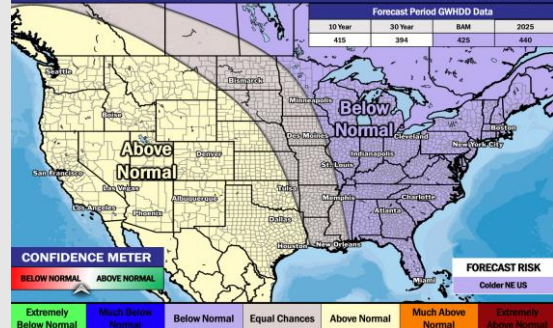 Forecast Period GWHDD Data
10 Year 30 Year BAM 2025
415 394 425 440
Seattle
Bismarck
Minneapolis
Boise
Below
Normal
Boston
Des Moines
Cleveland
New York City
Above
Normal
Denver
Indianapolis
San Francisco
St. Louis
Las Vegas
Tulsa
Charlotte
Los Angeles
Albuquerque
Memphis
Phoenix
Atlanta
Dallas
Houston
New Orleans
Miami
CONFIDENCE METER
BELOW NORMAL ABOVE NORMAL
FORECAST RISK
Colder NE US
Extremely
Below Normal
Much Below
Normal
Below Normal
Equal Chances
Above Normal
Much Above
Normal
Extremely
Above Normal